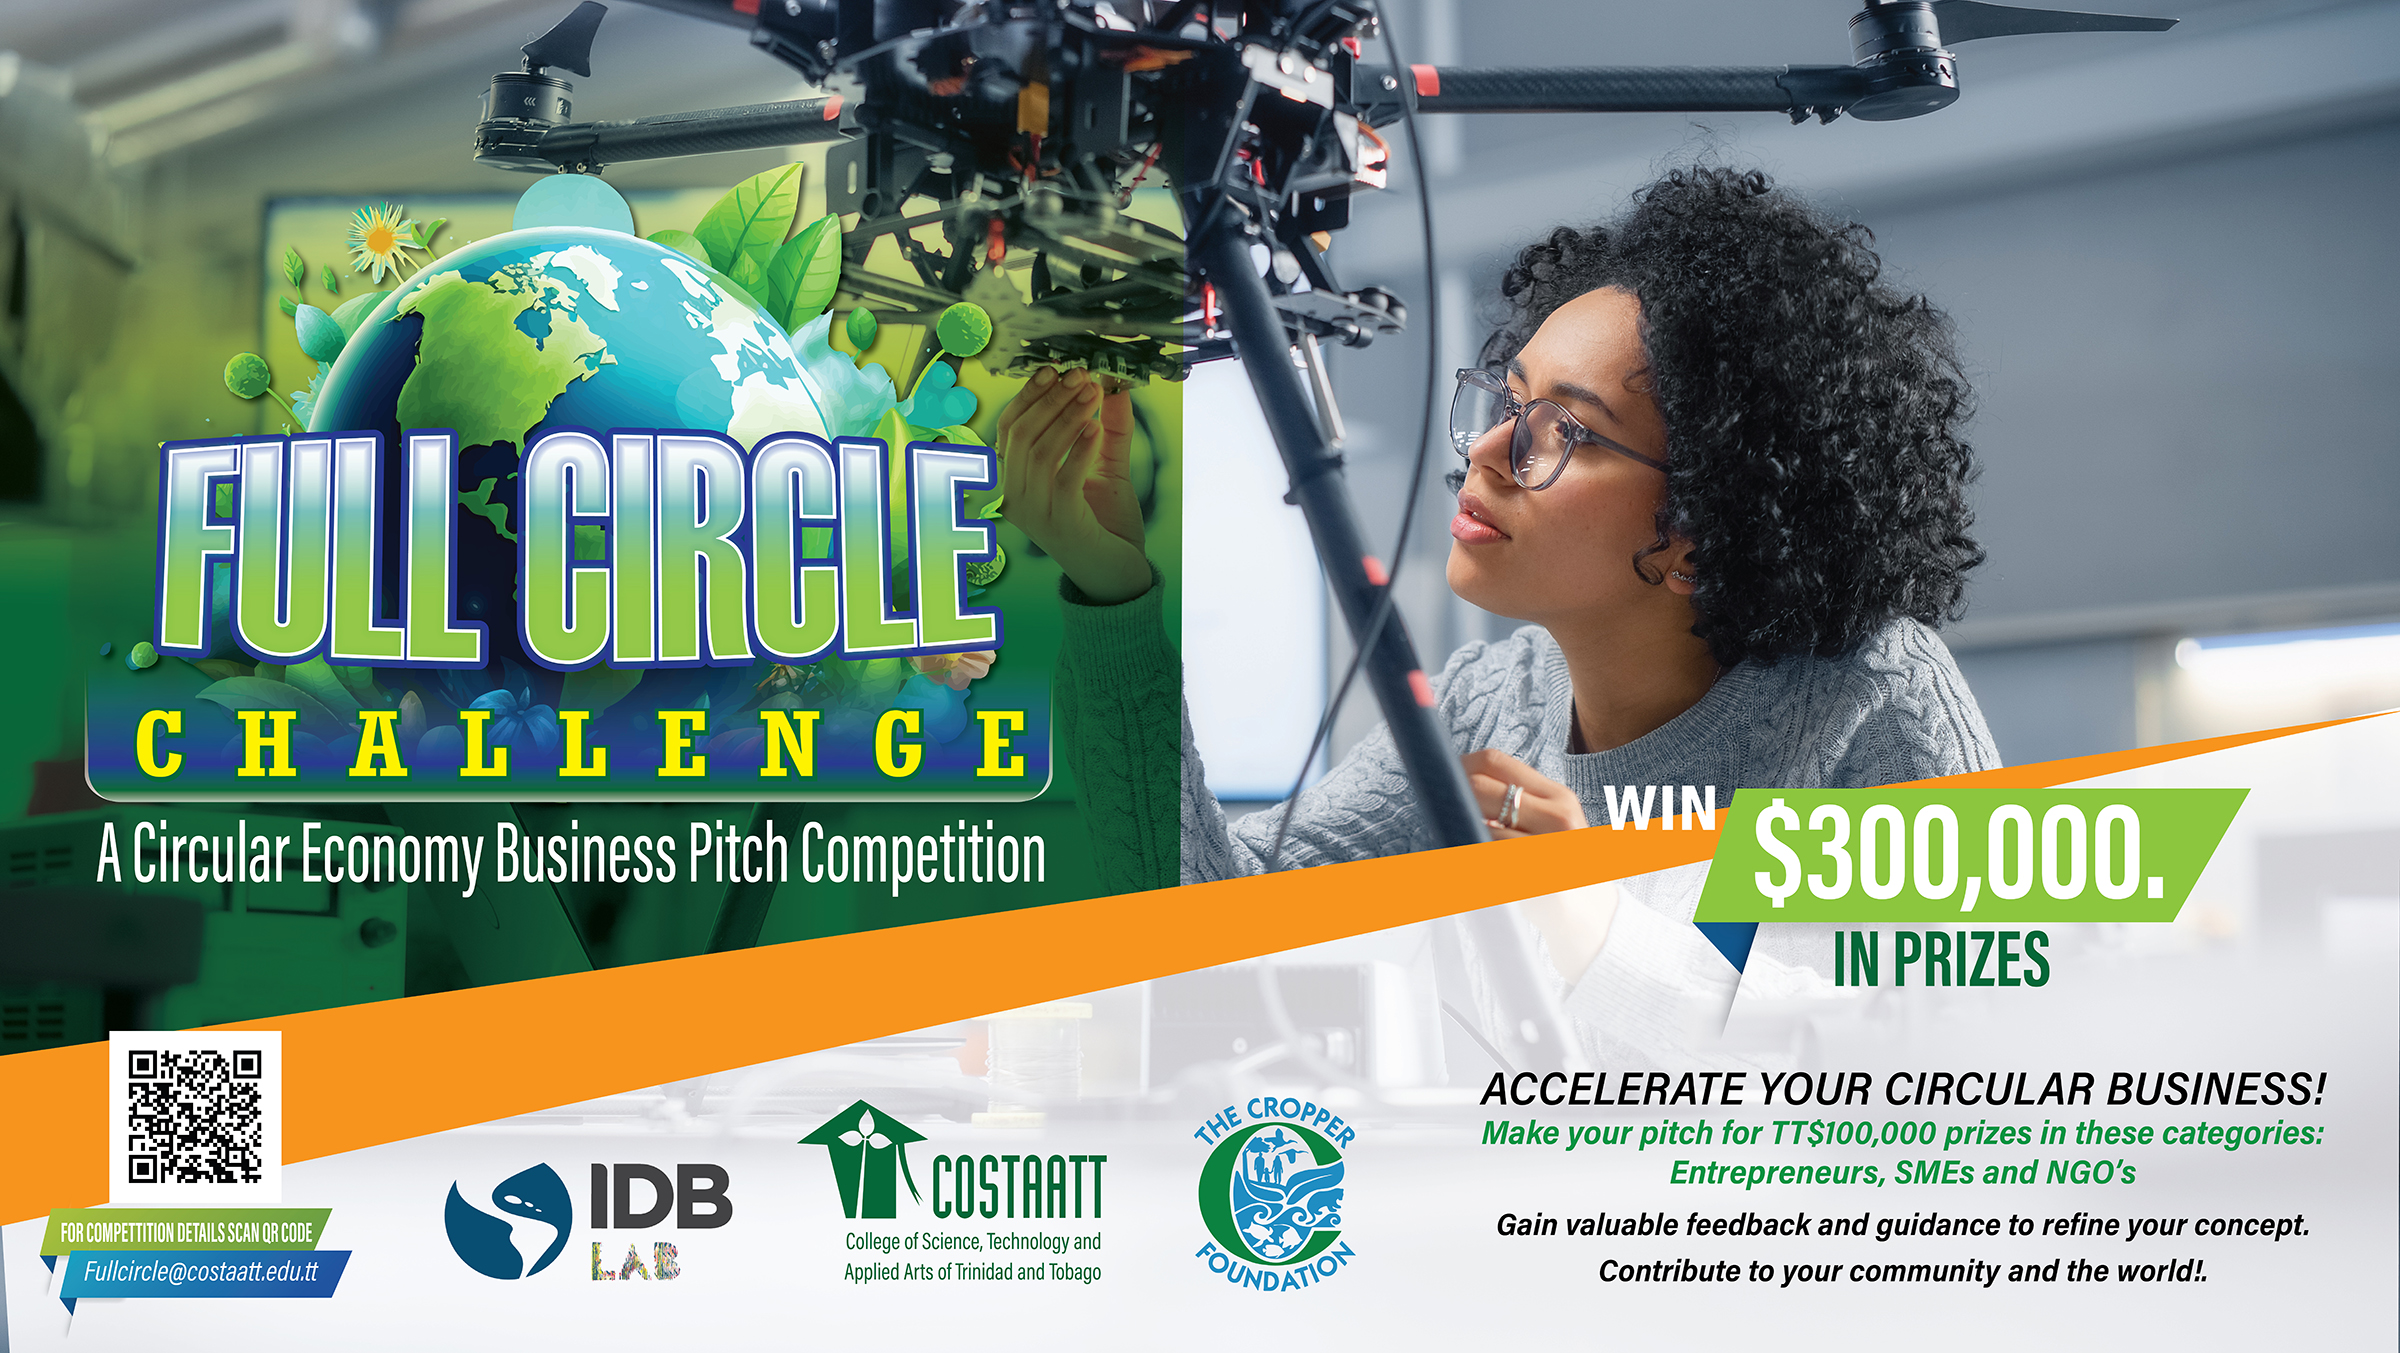 FULL CIRCLE
CHALLENGE
A Circular Economy Business Pitch Competition
WIN
$300,000.
IN PRIZES
FOR COMPETTITION DETAILS SCAN QR CODE
Fullcircle@costaatt.edu.tt
IDB
LAB
COSTAATT
College of Science, Technology and
Applied Arts of Trinidad and Tobago
THE CROPPER
FOUNDATION
ACCELERATE YOUR CIRCULAR BUSINESS!
Make your pitch for TT$100,000 prizes in these categories:
Entrepreneurs, SMEs and NGO's
Gain valuable feedback and guidance to refine your concept.
Contribute to your community and the world!.